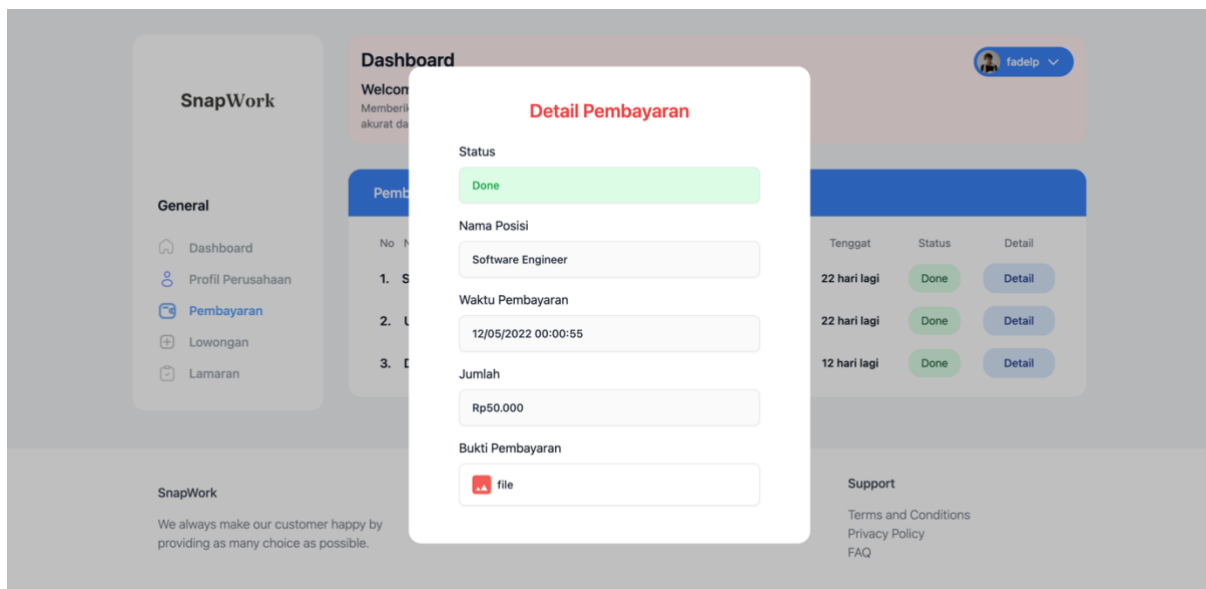 SnapWork
General
Dashboard
Profil Perusahaan
Pembayaran
Lowongan
Lamaran
Dashboard
fadelp
akurat
Detail Pembayaran
Status
Done
Nama Posisi
Software Engineer
Waktu Pembayaran
12/05/2022 00:00:55
Jumlah
Rp50.000
Bukti Pembayaran
file
No
Tenggat Status Detail
1.
22 hari lagi Done Detail
2.
22 hari lagi Done Detail
3.
12 hari lagi Done Detail
SnapWork
We always make our customer happy by
providing as many choice as possible.
Support
Terms and Conditions
Privacy Policy
FAQ